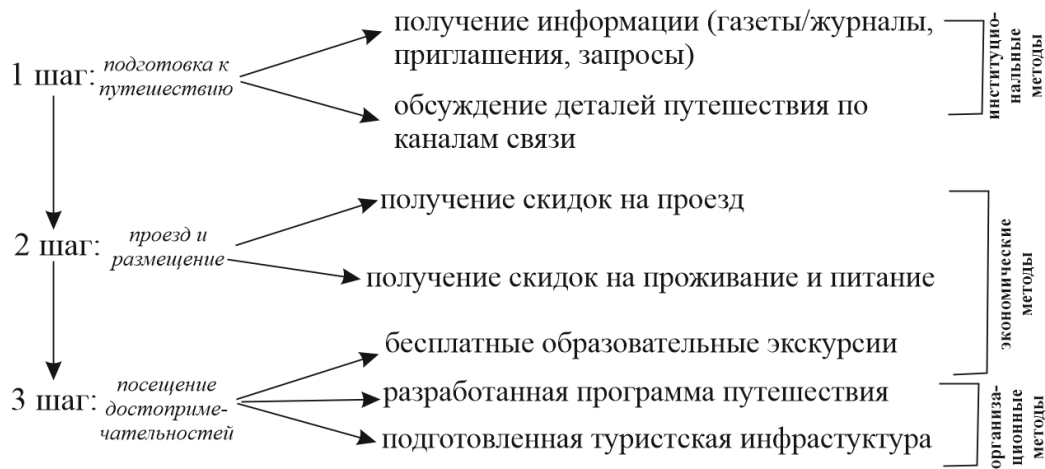 1 шаг:
подготовка к
путешествию
получение информации (газеты/журналы,
приглашения, запросы)
обсуждение деталей путешествия по
каналам связи
институцио-
нальные
методы
2 шаг:
проезд и
размещение
получение скидок на проезд
получение скидок на проживание и питание
экономические
методы
3 шаг:
посещение
достоприме-
чательностей
бесплатные образовательные экскурсии
разработанная программа путешествия
подготовленная туристская инфрастуктура
организа-
ционные
методы